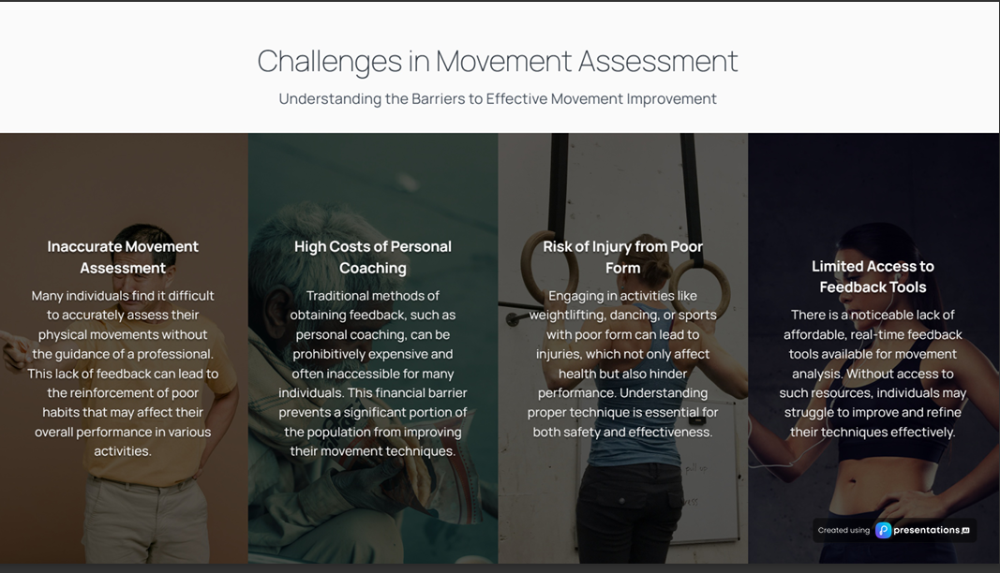 Challenges in Movement Assessment
Understanding the Barriers to Effective Movement Improvement
Inaccurate Movement
Assessment
Many individuals find it difficult
to accurately assess their
physical movements without
the guidance of a professional.
This lack of feedback can lead to
the reinforcement of poor
habits that may affect their
overall performance in various
activities.
High Costs of Personal
Coaching
Traditional methods of
obtaining feedback, such as
personal coaching, can be
prohibitively expensive and
often inaccessible for many
individuals. This financial barrier
prevents a significant portion of
the population from improving
their movement techniques.
Risk of Injury from Poor
Form
Engaging in activities like
weightlifting, dancing, or sports
with poor form can lead to
injuries, which not only affect
health but also hinder
performance. Understanding
proper technique is essential for
both safety and effectiveness.
pull up
Limited Access to
Feedback Tools
There is a noticeable lack of
affordable, real-time feedback
tools available for movement
analysis. Without access to
such resources, individuals may
struggle to improve and refine
their techniques effectively.
Created using presentations.AI